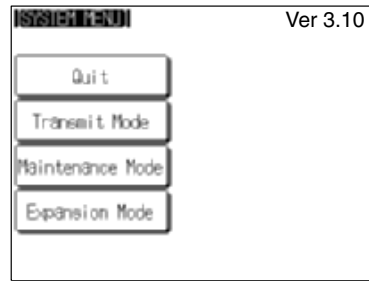 [SYSTEM MENU]
Ver 3.10
Quit
Transmit Mode
Maintenance Mode
Expansion Mode